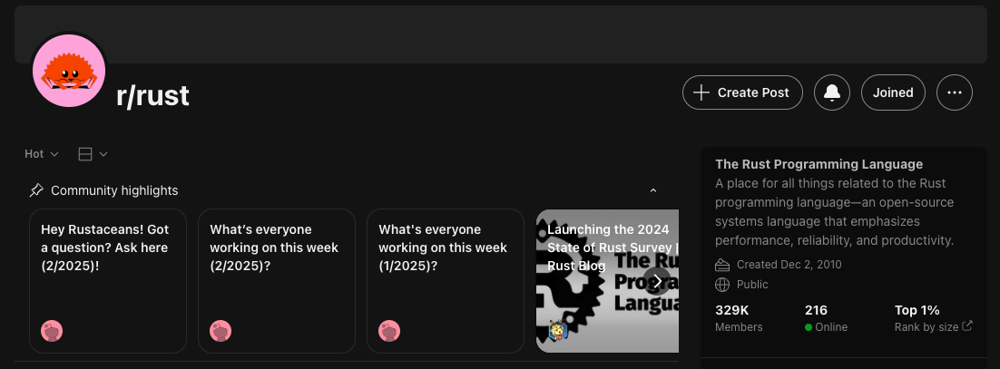 r/rust
Create Post
Joined
Hot
Community highlights
Hey Rustaceans! Got
a question? Ask here
(2/2025)!
What’s everyone
working on this week
(2/2025)?
What's everyone
working on this week
(1/2025)?
Launching the 2024
State of Rust Survey |
Rust Blog
The Ru
Progra
Langua
The Rust Programming Language
A place for all things related to the Rust
programming language—an open-source
systems language that emphasizes
performance, reliability, and productivity.
Created Dec 2, 2010
Public
329K
Members
216
Online
Top 1%
Rank by size